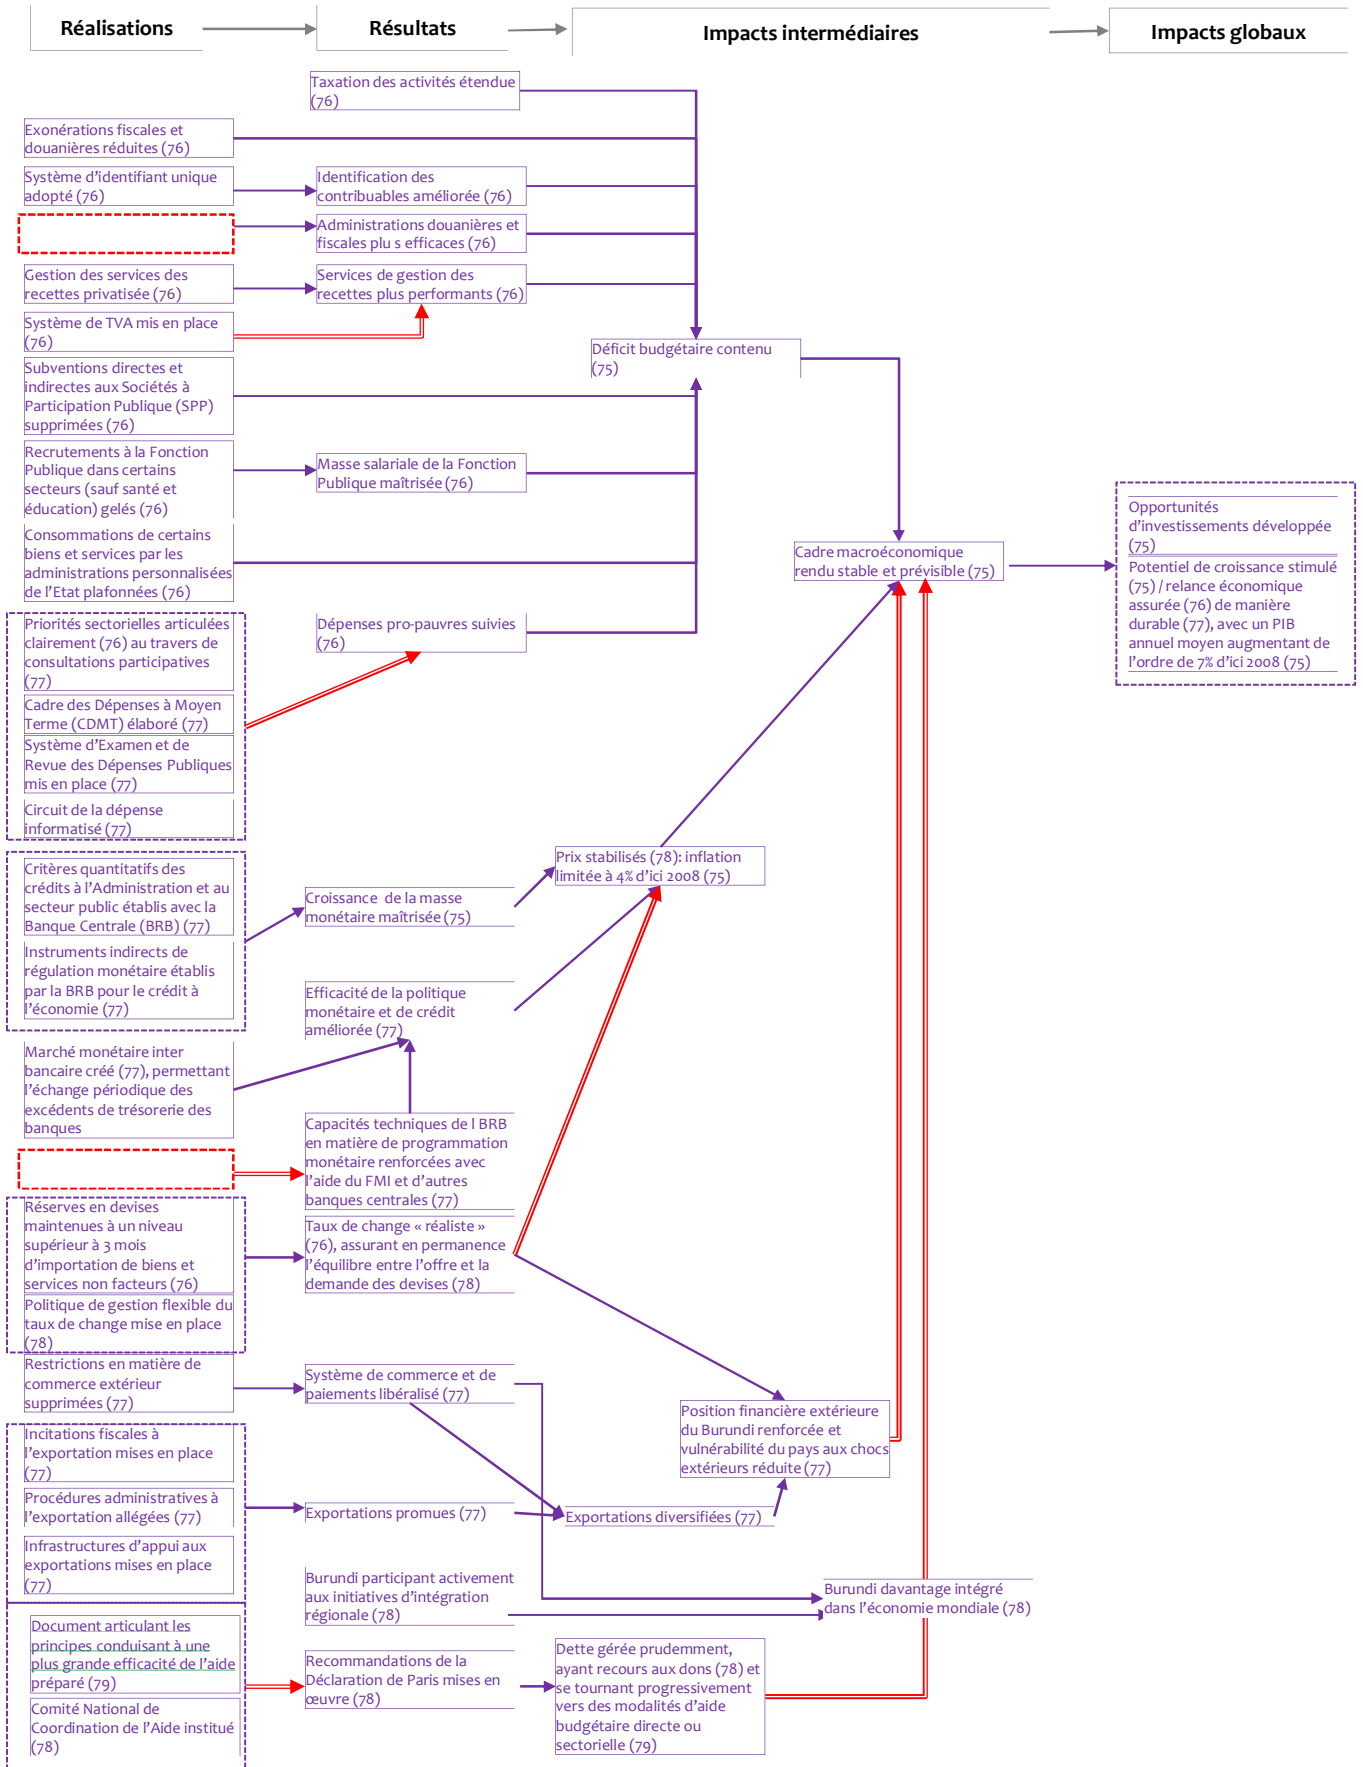 Réalisations
Résultats
Impacts intermédiaires
Impacts globaux
Taxation des activités étendue
(76)
Exonérations fiscales et
douanières réduites (76)
Système d'identifiant unique
adopté (76)
Identification des
contribuables améliorée (76)
Administrations douanières et
fiscales plu s efficaces (76)
Gestion des services des
recettes privatisée (76)
Services de gestion des
recettes plus performants (76)
Système de TVA mis en place
(76)
Déficit budgétaire contenu
(75)
Subventions directes et
indirectes aux Sociétés à
Participation Publique (SPP)
supprimées (76)
Recrutements à la Fonction
Publique dans certains
secteurs (sauf santé et
éducation) gelés (76)
Masse salariale de la Fonction
Publique maîtrisée (76)
Consommations de certains
biens et services par les
administrations personnalisées
de l'Etat plafonnées (76)
Cadre macroéconomique
rendu stable et prévisible (75)
Opportunités
d'investissements développée
(75)
Potentiel de croissance stimulé
(75) / relance économique
assurée (76) de manière
durable (77), avec un PIB
annuel moyen augmentant de
l'ordre de 7% d'ici 2008 (75)
Priorités sectorielles articulées
clairement (76) au travers de
consultations participatives
(77)
Dépenses pro-pauvres suivies
(76)
Cadre des Dépenses à Moyen
Terme (CDMT) élaboré (77)
Système d'Examen et de
Revue des Dépenses Publiques
mis en place (77)
Circuit de la dépense
informatisé (77)
Critères quantitatifs des
crédits à l'Administration et au
secteur public établis avec la
Banque Centrale (BRB) (77)
Croissance  de la masse
monétaire maîtrisée (75)
Prix stabilisés (78): inflation
limitée à 4% d'ici 2008 (75)
Instruments indirects de
régulation monétaire établis
par la BRB pour le crédit à
l'économie (77)
Efficacité de la politique
monétaire et de crédit
améliorée (77)
Marché monétaire inter
bancaire créé (77), permettant
l'échange périodique des
excédents de trésorerie des
banques
Capacités techniques de l BRB
en matière de programmation
monétaire renforcées avec
l'aide du FMI et d'autres
banques centrales (77)
Réserves en devises
maintenues à un niveau
supérieur à 3 mois
d'importation de biens et
services non facteurs (76)
Taux de change « réaliste »
(76), assurant en permanence
l'équilibre entre l'offre et la
demande des devises (78)
Politique de gestion flexible du
taux de change mise en place
(78)
Restrictions en matière de
commerce extérieur
supprimées (77)
Système de commerce et de
paiements libéralisé (77)
Position financière extérieure
du Burundi renforcée et
vulnérabilité du pays aux chocs
extérieurs réduite (77)
Incitations fiscales à
l'exportation mises en place
(77)
Procédures administratives à
l'exportation allégées (77)
Exportations promues (77)
Exportations diversifiées (77)
Infrastructures d'appui aux
exportations mises en place
(77)
Burundi participant activement
aux initiatives d'intégration
régionale (78)
Burundi davantage intégré
dans l'économie mondiale (78)
Document articulant les
principes conduisant à une
plus grande efficacité de l'aide
préparé (79)
Recommandations de la
Déclaration de Paris mises en
œuvre (78)
Dette gérée prudemment,
ayant recours aux dons (78) et
se tournant progressivement
vers des modalités d'aide
budgétaire directe ou
sectorielle (79)
Comité National de
Coordination de l'Aide institué
(78)